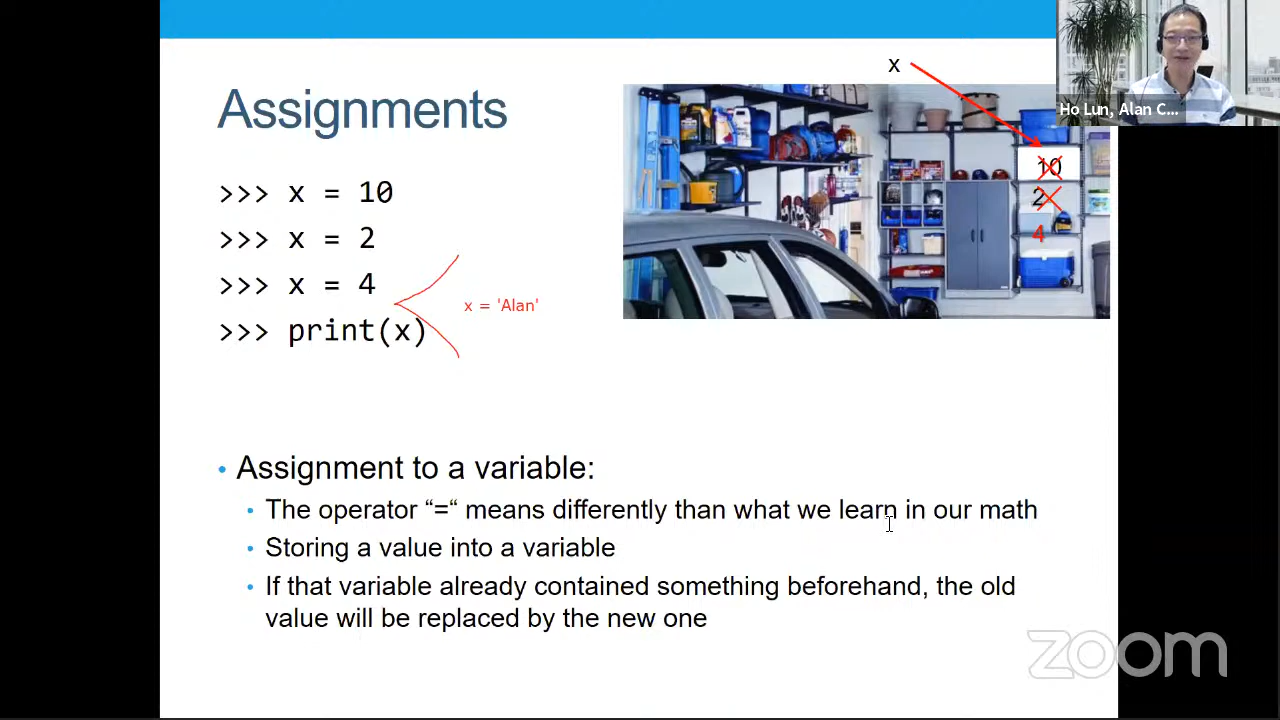 x
Ho Lun, Alan C...
Assignments
10
>>> x = 10
2
>>> x = 2
4
>>> x = 4
x = 'Alan'
>>> print(x)
• Assignment to a variable:
• The operator “=“ means differently than what we learn in our math
• Storing a value into a variable
• If that variable already contained something beforehand, the old
value will be replaced by the new one
zoom